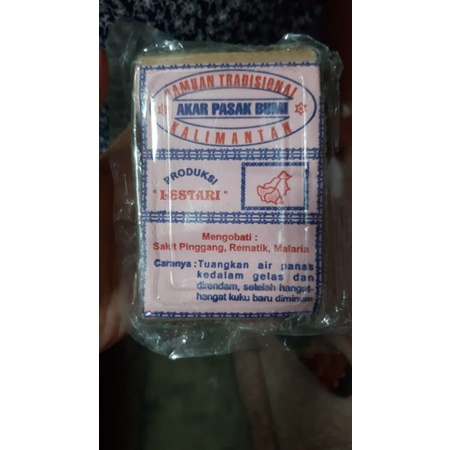 RAMUAN TRADISIONAL
AKAR PASAK BUMI
KALIMANTAN
PRODUKSI
" LESTARI "
Mengobati :
Sakit Pinggang, Rematik, Malaria
Caranya : Tuangkan air panas
kedalam gelas dan
direndam, setelah hangat-
hangat kuku baru diminum